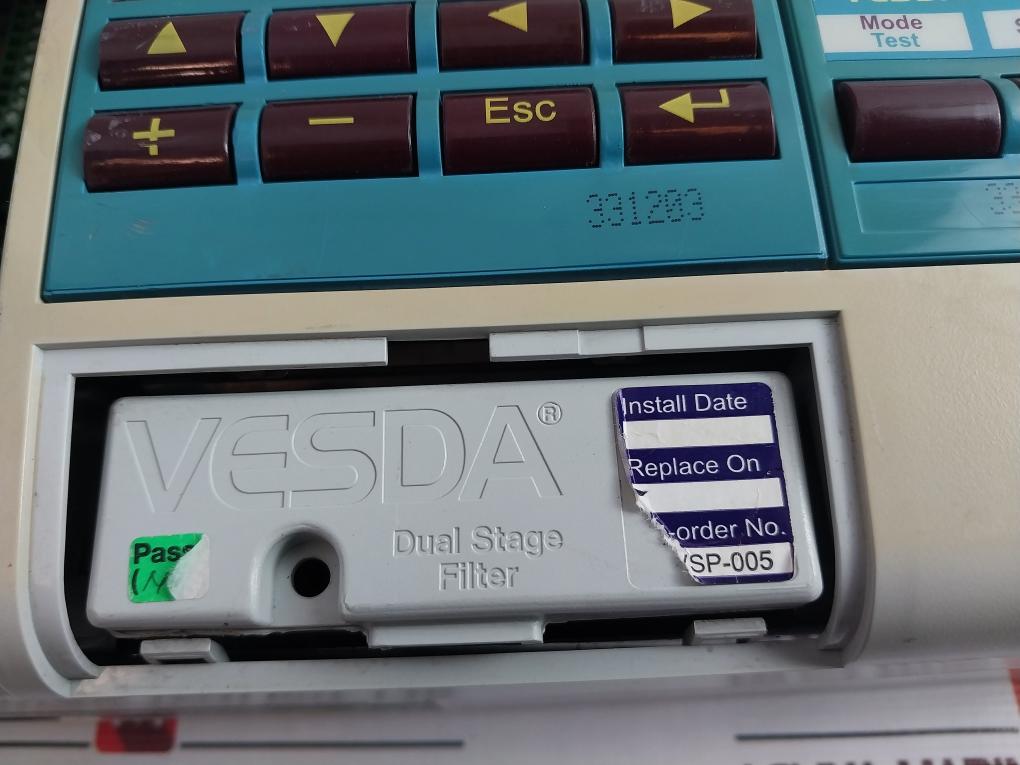 Mode
Test
+
-
Esc
331203
VESDA®
Install Date
Replace On
-order No.
VSP-005
Dual Stage
Filter
Pass